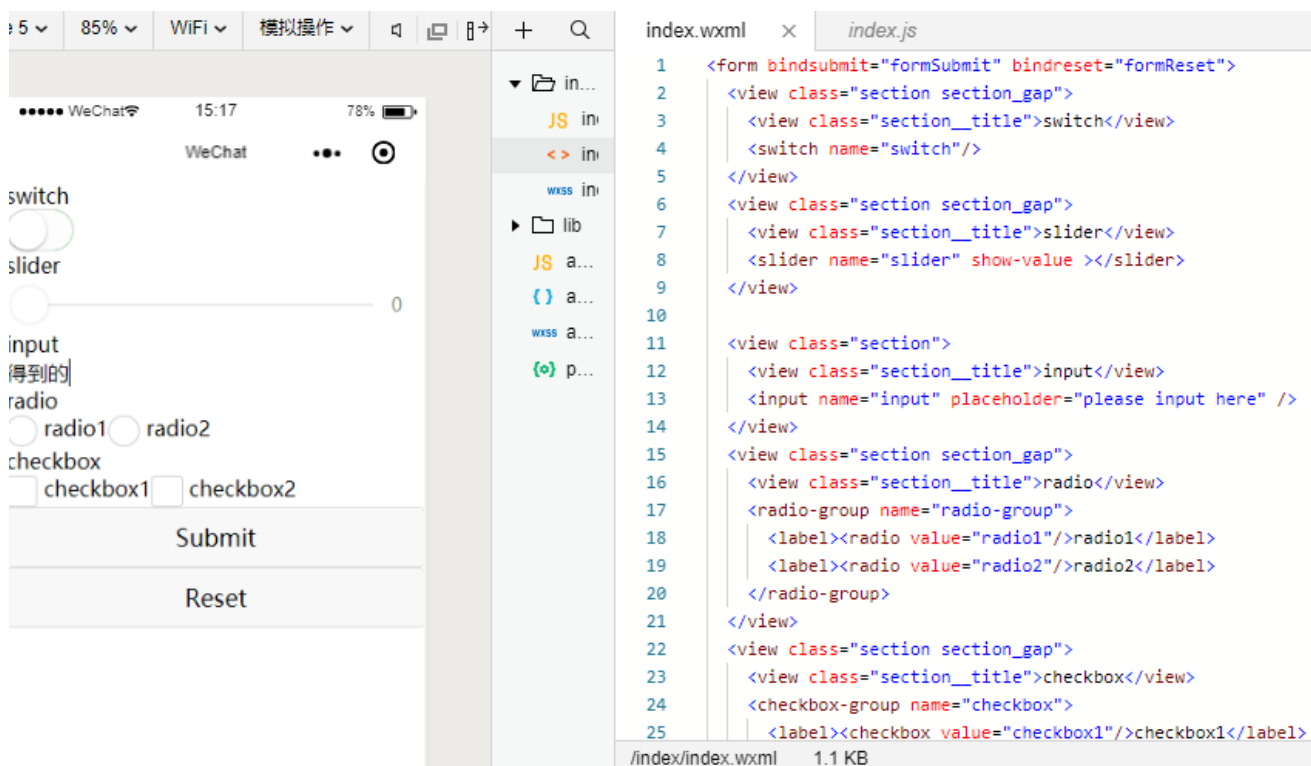 e 5 85% WiFi 模拟操作
WeChat 15:17 78%
WeChat
switch
slider
0
input
得到的
radio
radio1 radio2
checkbox
checkbox1 checkbox2
Submit
Reset
in...
JS in
<> in
wxss in
lib
JS a...
{ } a...
wxss a...
{o} p...
index.wxml × index.js
1 <form bindsubmit="formSubmit" bindreset="formReset">
2 <view class="section section_gap">
3 <view class="section__title">switch</view>
4 <switch name="switch"/>
5 </view>
6 <view class="section section_gap">
7 <view class="section__title">slider</view>
8 <slider name="slider" show-value ></slider>
9 </view>
10
11 <view class="section">
12 <view class="section__title">input</view>
13 <input name="input" placeholder="please input here" />
14 </view>
15 <view class="section section_gap">
16 <view class="section__title">radio</view>
17 <radio-group name="radio-group">
18 <label><radio value="radio1"/>radio1</label>
19 <label><radio value="radio2"/>radio2</label>
20 </radio-group>
21 </view>
22 <view class="section section_gap">
23 <view class="section__title">checkbox</view>
24 <checkbox-group name="checkbox">
25 <label><checkbox value="checkbox1"/>checkbox1</label>
/index/index.wxml 1.1 KB